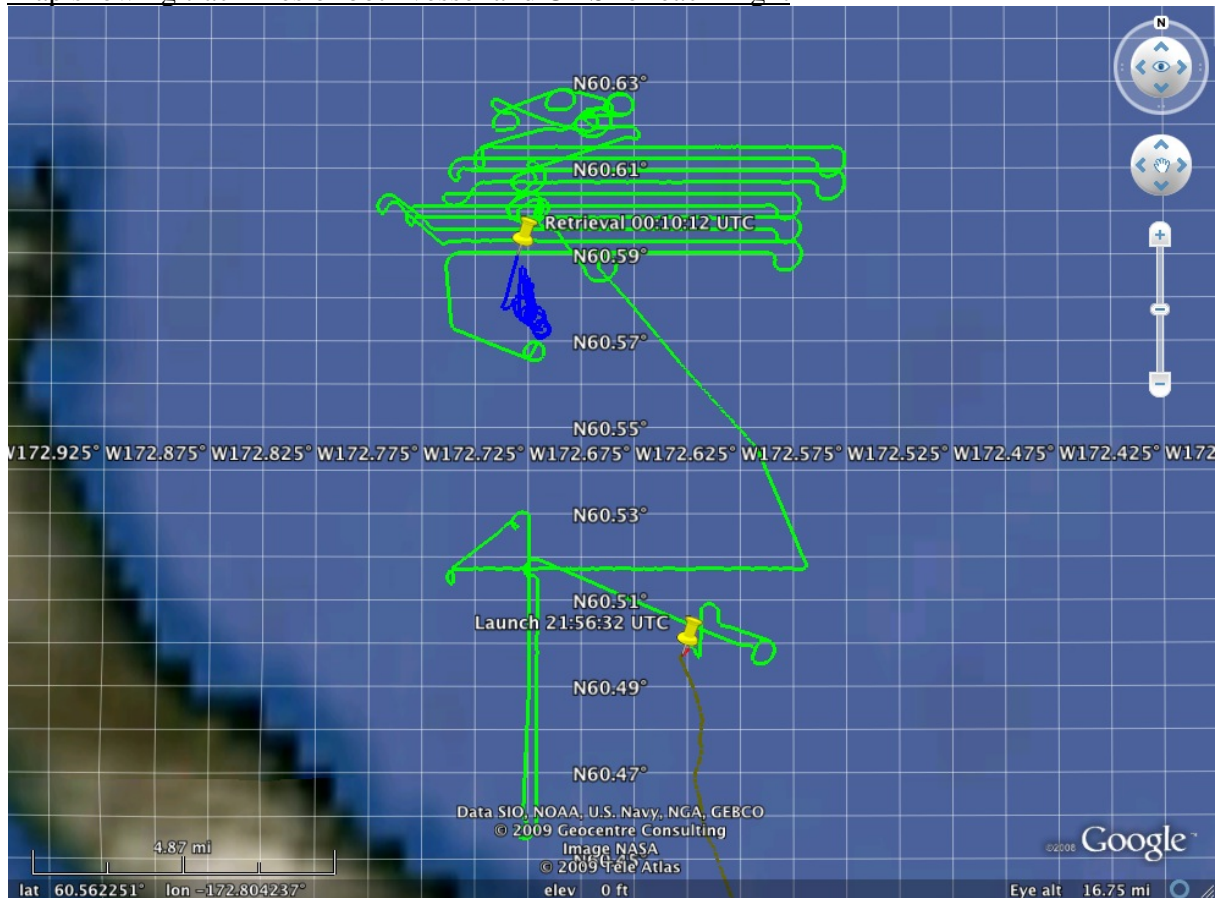 N
N60.63°
N60.61°
Retrieval 00:10:12 UTC
N60.59°
N60.57°
N60.55°
W172.925° W172.875° W172.825° W172.775° W172.725° W172.675° W172.625° W172.575° W172.525° W172.475° W172.425° W172
N60.53°
N60.51°
Launch 21:56:32 UTC
N60.49°
N60.47°
Data SIO, NOAA, U.S. Navy, NGA, GEBCO
© 2009 Geocentre Consulting
Image NASA
N60.45°
© 2009 Tele Atlas
4.87 mi
©2008 Google
lat 60.562251° lon -172.804237° elev 0 ft Eye alt 16.75 mi